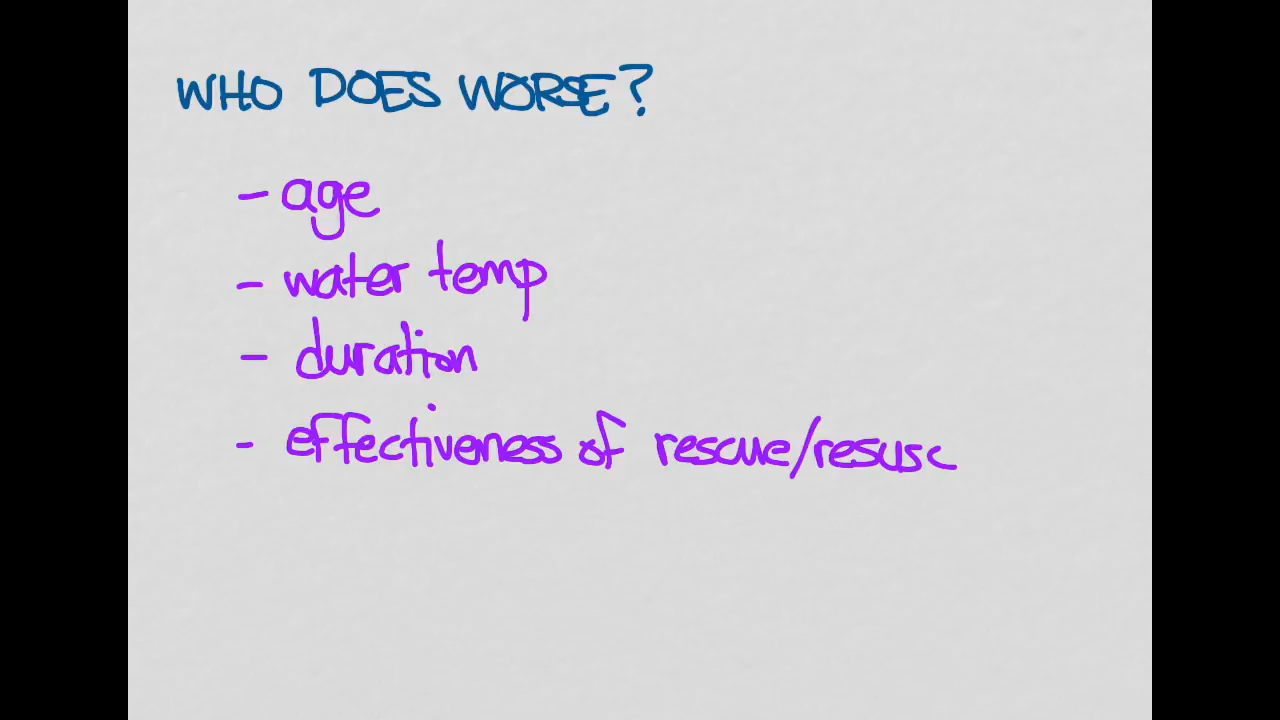 WHO DOES WORSE?
- age
- water temp
- duration
- effectiveness of rescue/resusc